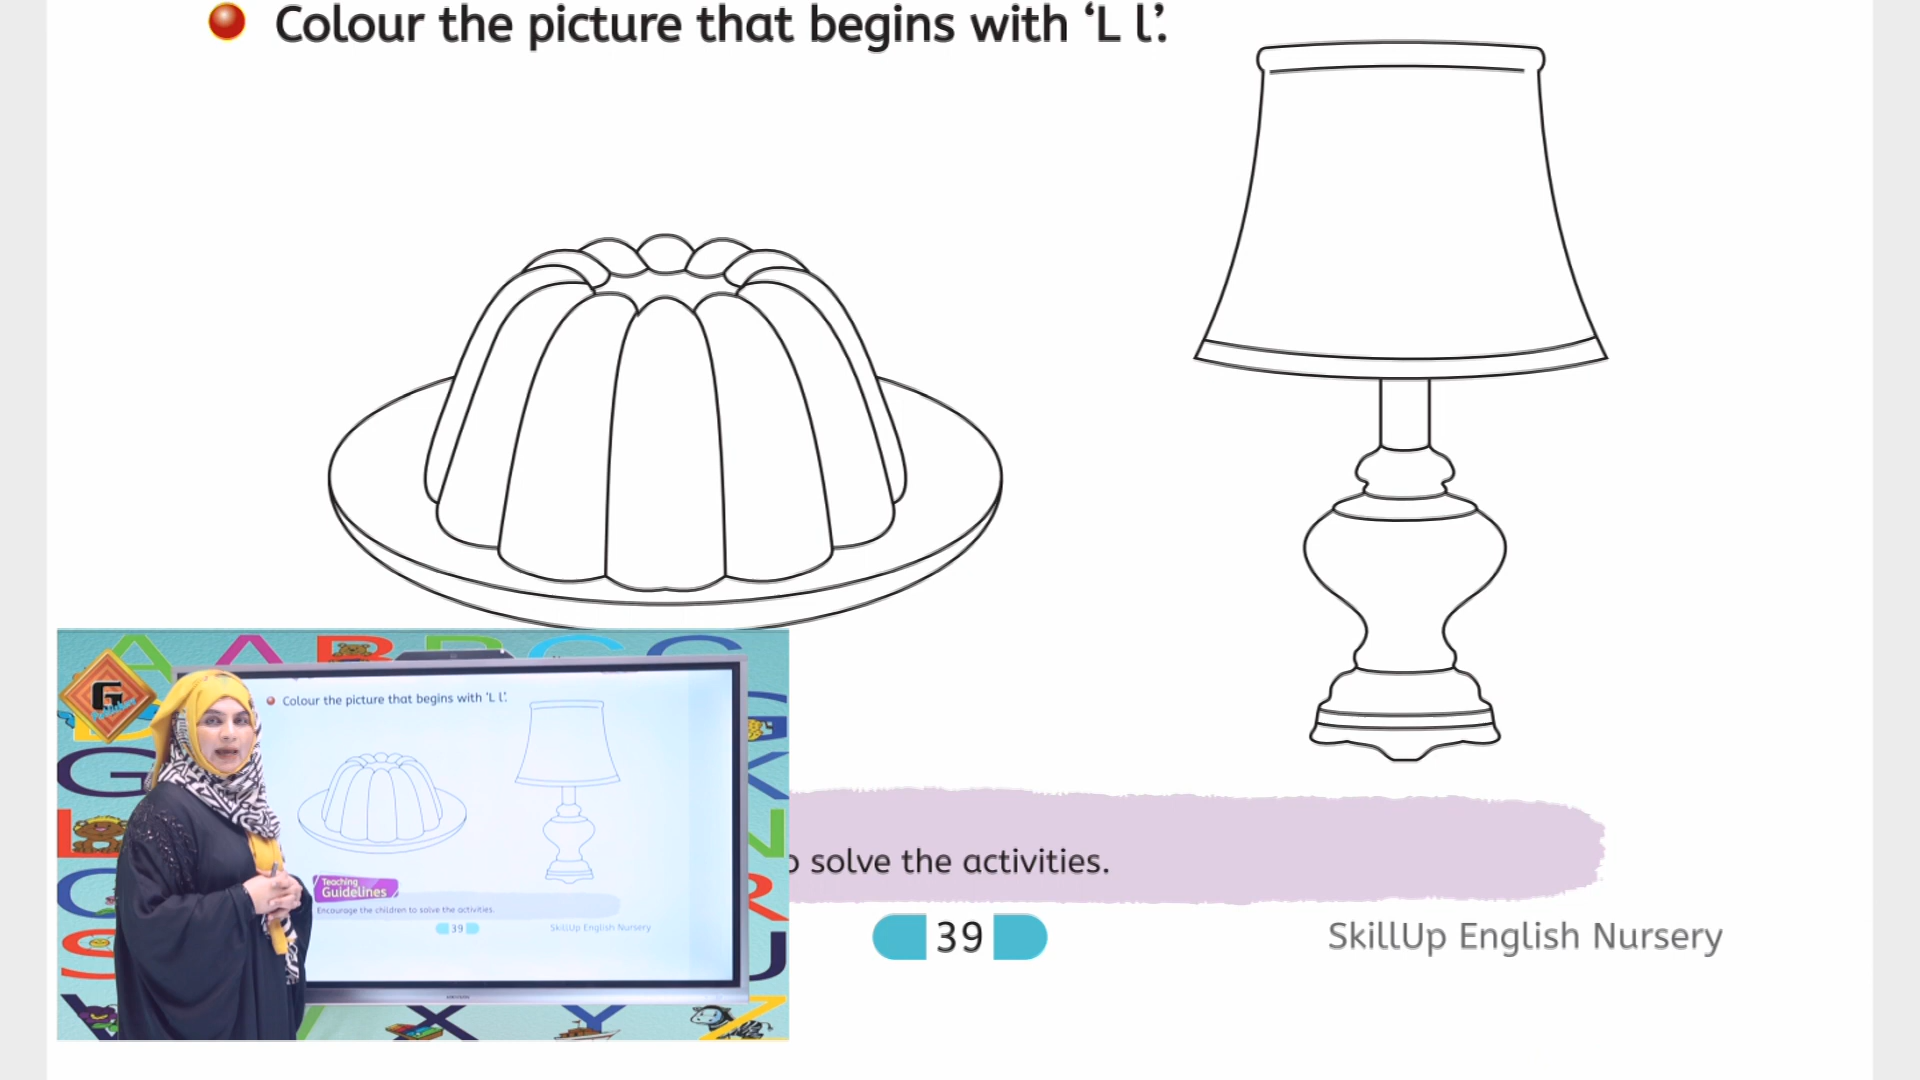 Colour the picture that begins with ‘L l’.
solve the activities.
39
SkillUp English Nursery
Colour the picture that begins with ‘L l’.
Teaching
Guidelines
Encourage the children to solve the activities.
39
SkillUp English Nursery